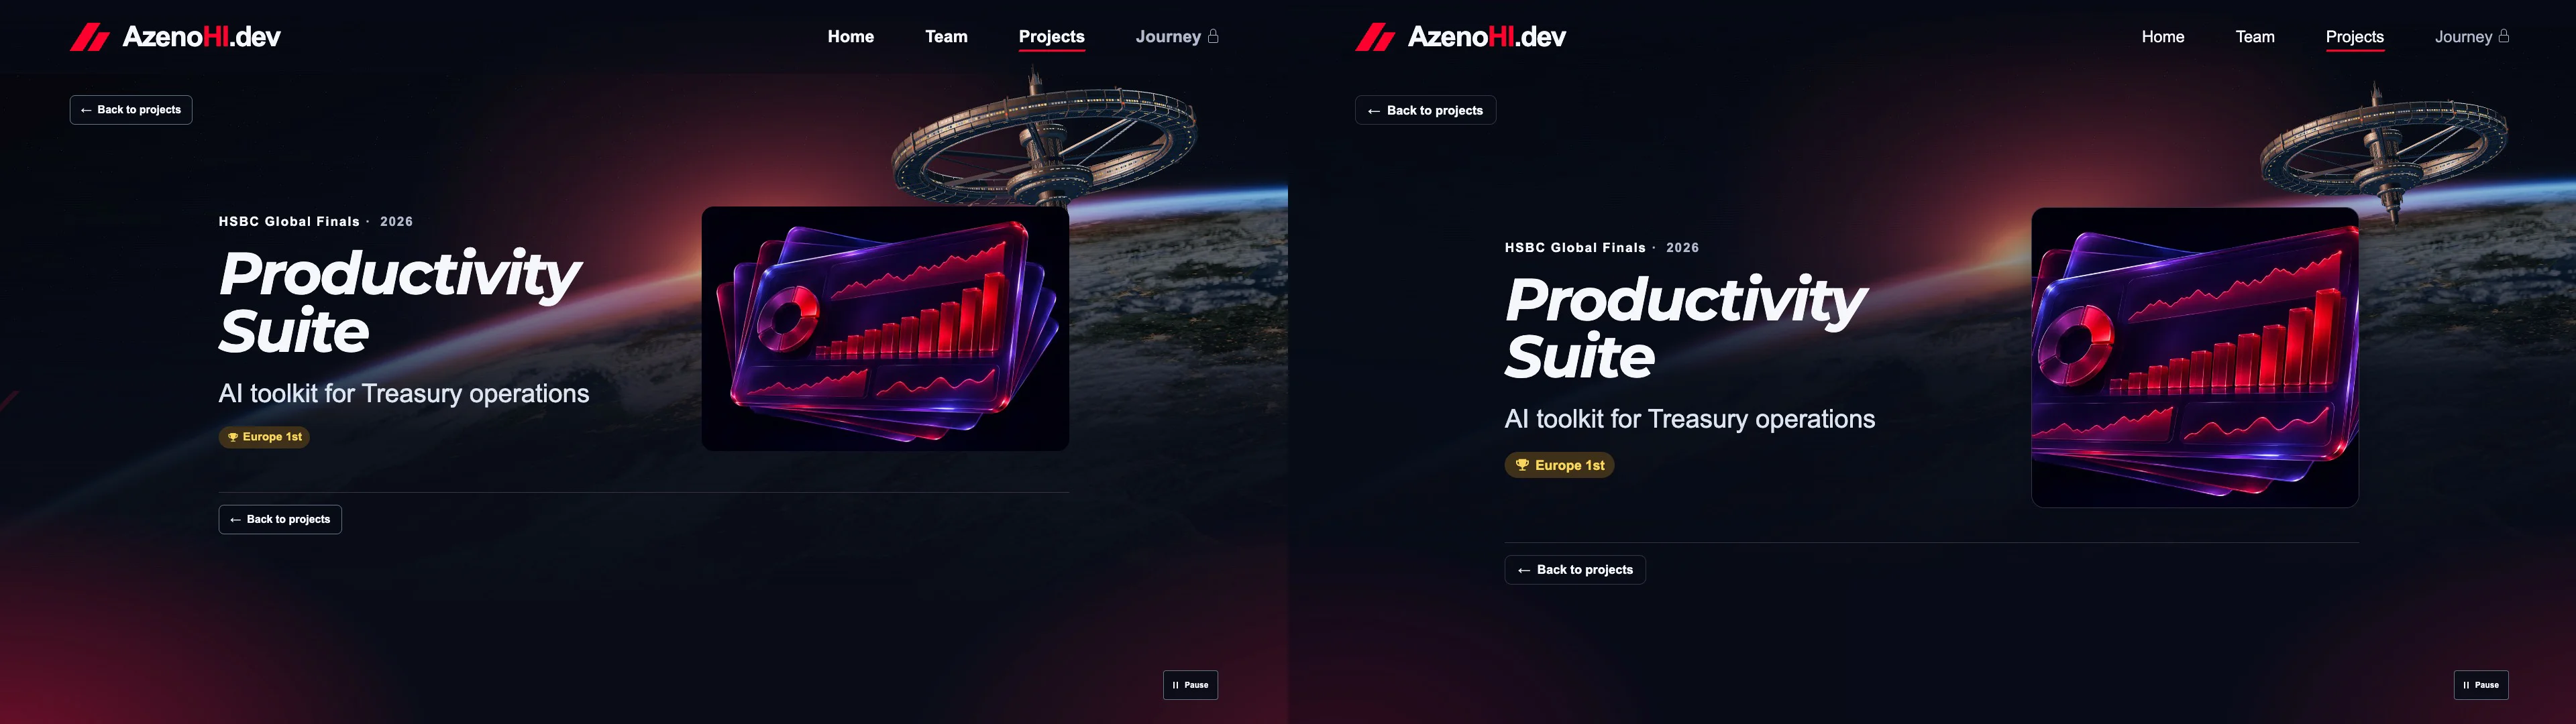 AzenoHI.dev
Home Team Projects Journey
← Back to projects
HSBC Global Finals · 2026
Productivity
Suite
AI toolkit for Treasury operations
Europe 1st
← Back to projects
Pause
AzenoHI.dev
Home Team Projects Journey
← Back to projects
HSBC Global Finals · 2026
Productivity
Suite
AI toolkit for Treasury operations
Europe 1st
← Back to projects
Pause